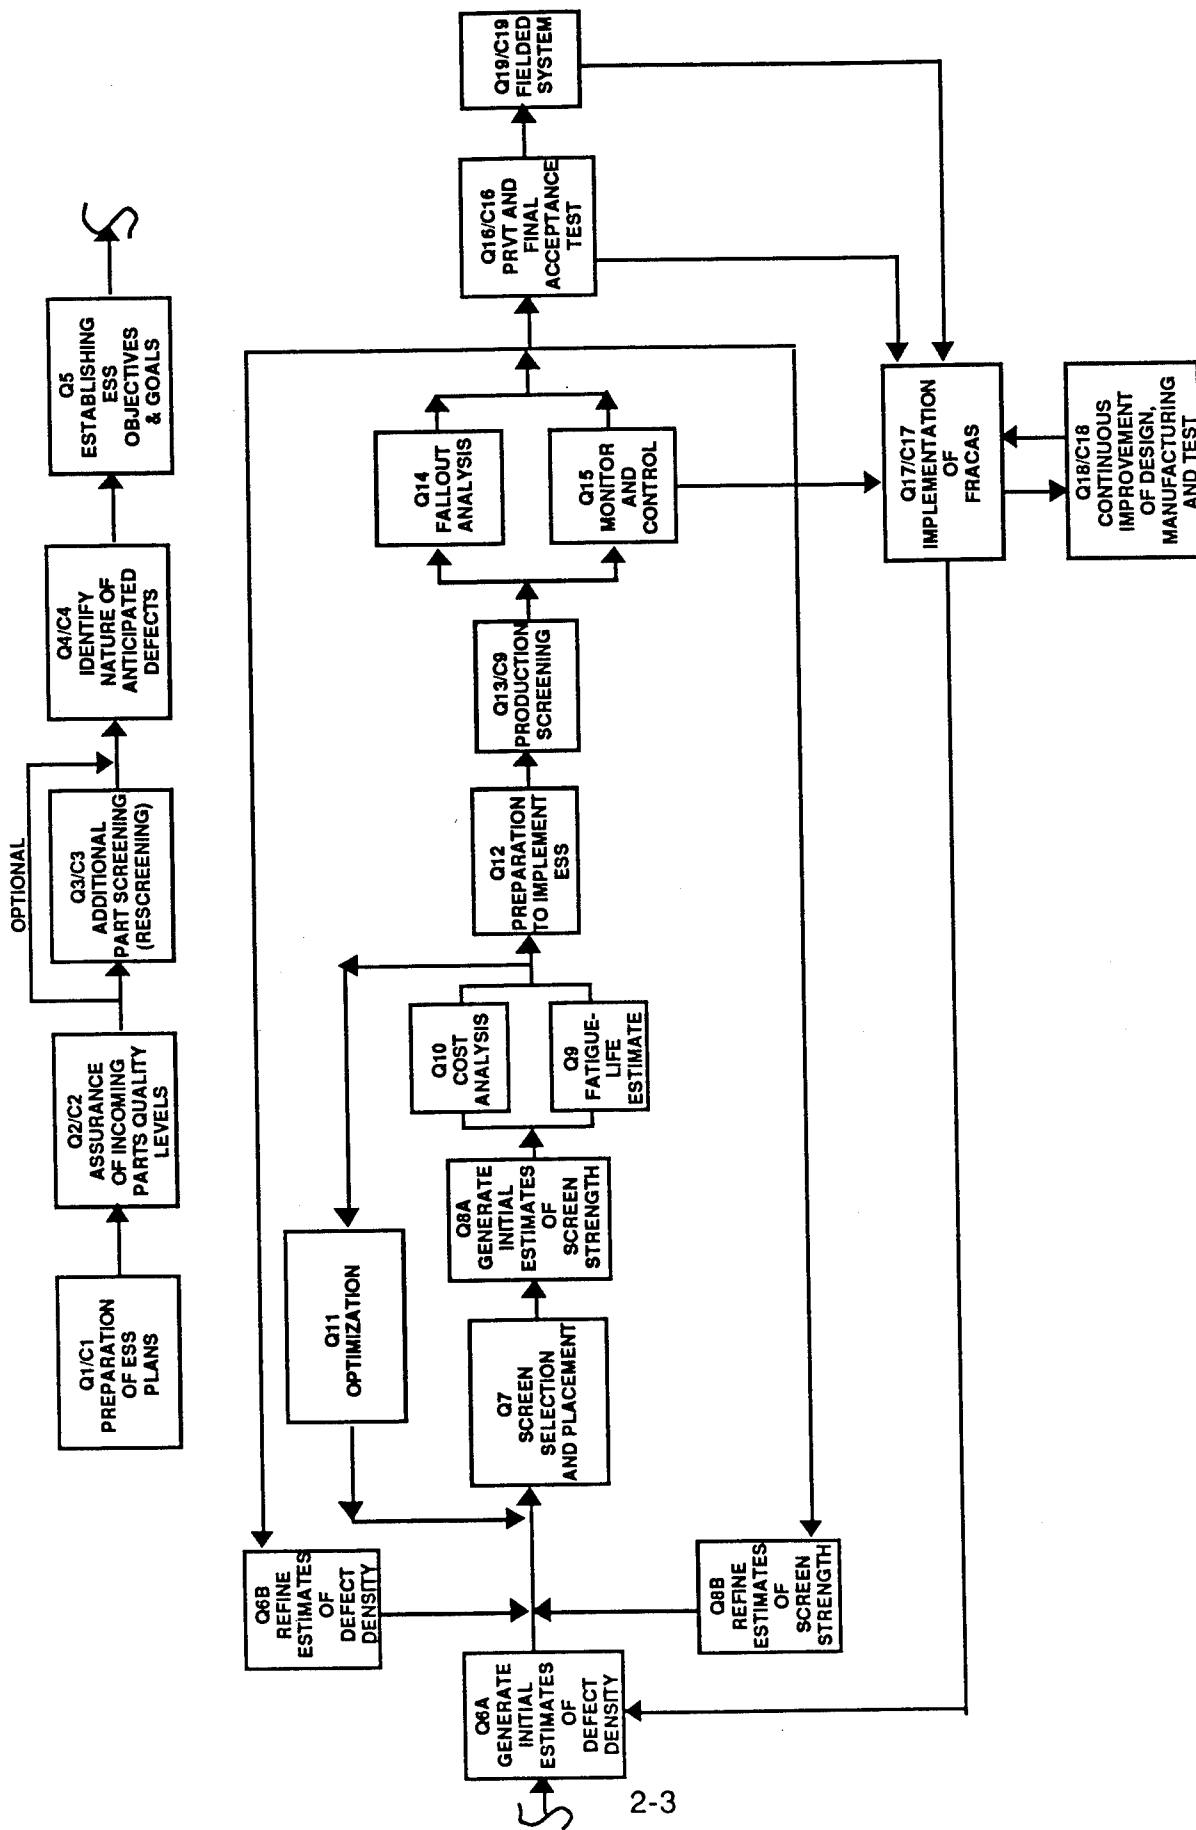 Q1/C1
PREPARATION
OF ESS
PLANS
Q2/C2
ASSURANCE
OF INCOMING
PARTS QUALITY
LEVELS
OPTIONAL
Q3/C3
ADDITIONAL
PART SCREENING
(RESCREENING)
Q4/C4
IDENTIFY
NATURE OF
ANTICIPATED
DEFECTS
Q5
ESTABLISHING
ESS
OBJECTIVES
& GOALS
Q6A
GENERATE
INITIAL
ESTIMATES
OF
DEFECT
DENSITY
Q6B
REFINE
ESTIMATES
OF
DEFECT
DENSITY
Q8B
REFINE
ESTIMATES
OF
SCREEN
STRENGTH
Q7
SCREEN
SELECTION
AND PLACEMENT
Q11
OPTIMIZATION
Q8A
GENERATE
INITIAL
ESTIMATES
OF
SCREEN
STRENGTH
Q10
COST
ANALYSIS
Q9
FATIGUE-
LIFE
ESTIMATE
Q12
PREPARATION
TO IMPLEMENT
ESS
Q13/C9
PRODUCTION
SCREENING
Q14
FALLOUT
ANALYSIS
Q15
MONITOR
AND
CONTROL
Q16/C16
PRVT AND
FINAL
ACCEPTANCE
TEST
Q19/C19
FIELDED
SYSTEM
Q17/C17
IMPLEMENTATION
OF
FRACAS
Q18/C18
CONTINUOUS
IMPROVEMENT
OF DESIGN,
MANUFACTURING
AND TEST
2-3